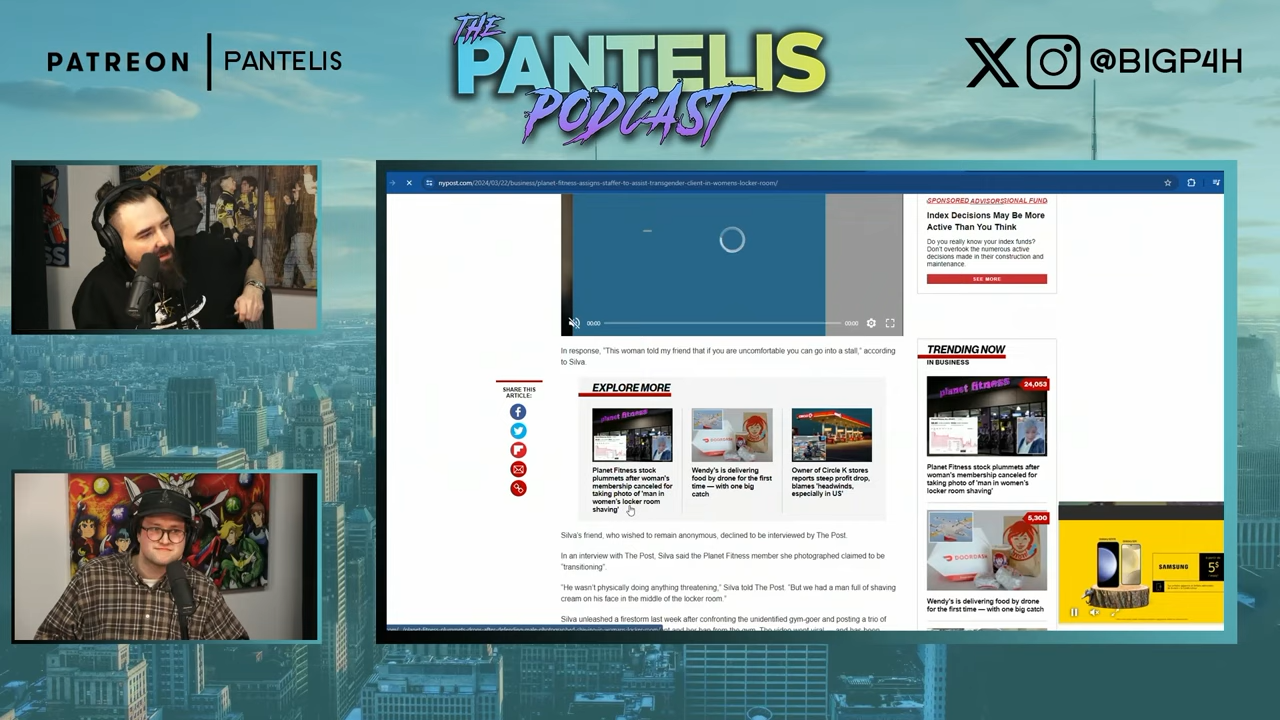 PATREON | PANTELIS
THE
PANTELIS
PODCAST
@BIGP4H
nypost.com/2024/03/22/business/planet-fitness-assigns-staffer-to-assist-transgender-client-in-womens-locker-room/
00:00
00:00
In response, "This woman told my friend that if you are uncomfortable you can go into a stall," according
to Silva.
SHARE THIS
ARTICLE:
EXPLORE MORE
planet fitness
Planet Fitness stock
plummets after woman's
membership canceled for
taking photo of 'man in
women's locker room
shaving'
Wendy's is delivering
food by drone for the first
time — with one big
catch
Owner of Circle K stores
reports steep profit drop,
blames 'headwinds,
especially in US'
Silva's friend, who wished to remain anonymous, declined to be interviewed by The Post.
In an interview with The Post, Silva said the Planet Fitness member she photographed claimed to be
"transitioning".
"He wasn't physically doing anything threatening," Silva told The Post. "But we had a man full of shaving
cream on his face in the middle of the locker room."
Silva unleashed a firestorm last week after confronting the unidentified gym-goer and posting a trio of
Index Decisions May Be More
Active Than You Think
Do you really know your index funds?
Don't overlook the numerous active
decisions made in their construction and
maintenance.
SEE MORE
TRENDING NOW
IN BUSINESS
planet fitness
24,053
Planet Fitness stock plummets after
woman's membership canceled for
taking photo of 'man in women's
locker room shaving'
5,300
DOORDASH
Wendy's is delivering food by drone
for the first time — with one big catch
SAMSUNG
5$